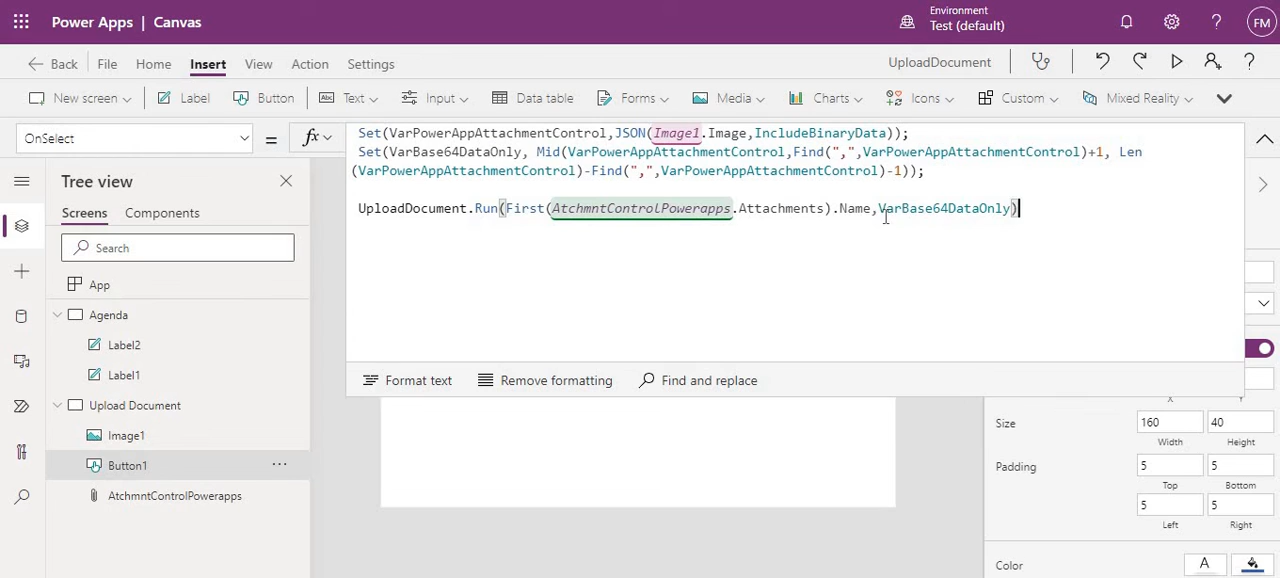 Power Apps | Canvas
Environment
Test (default)
FM
Back File Home Insert View Action Settings
UploadDocument
New screen Label Button Text Input Data table Forms Media Charts Icons Custom Mixed Reality
OnSelect = fx
Set(VarPowerAppAttachmentControl,JSON(Image1.Image,IncludeBinaryData));
Set(VarBase64DataOnly, Mid(VarPowerAppAttachmentControl,Find(",",VarPowerAppAttachmentControl)+1, Len
(VarPowerAppAttachmentControl)-Find(",",VarPowerAppAttachmentControl)-1));
UploadDocument.Run(First(AtchmntControlPowerapps.Attachments).Name,VarBase64DataOnly)
Format text Remove formatting Find and replace
Tree view
Screens Components
Search
App
Agenda
Label2
Label1
Upload Document
Image1
Button1
AtchmntControlPowerapps
X Y
Size 160 40
Width Height
Padding 5 5
Top Bottom
5 5
Left Right
Color A